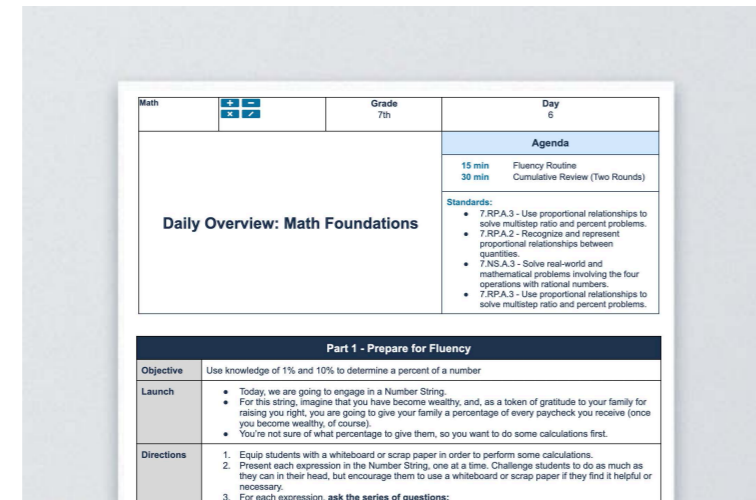 Math
Grade
7th
Day
6
Agenda
15 min Fluency Routine
30 min Cumulative Review (Two Rounds)
Daily Overview: Math Foundations
Standards:
● 7.RP.A.3 - Use proportional relationships to
solve multistep ratio and percent problems.
● 7.RP.A.2 - Recognize and represent
proportional relationships between
quantities.
● 7.NS.A.3 - Solve real-world and
mathematical problems involving the four
operations with rational numbers.
● 7.RP.A.3 - Use proportional relationships to
solve multistep ratio and percent problems.
Part 1 - Prepare for Fluency
Objective Use knowledge of 1% and 10% to determine a percent of a number
Launch
● Today, we are going to engage in a Number String.
● For this string, imagine that you have become wealthy, and, as a token of gratitude to your family for
raising you right, you are going to give your family a percentage of every paycheck you receive (once
you become wealthy, of course).
● You're not sure of what percentage to give them, so you want to do some calculations first.
Directions
1. Equip students with a whiteboard or scrap paper in order to perform some calculations.
2. Present each expression in the Number String, one at a time. Challenge students to do as much as
they can in their head, but encourage them to use a whiteboard or scrap paper if they find it helpful or
necessary.
3. For each expression, ask the series of questions: